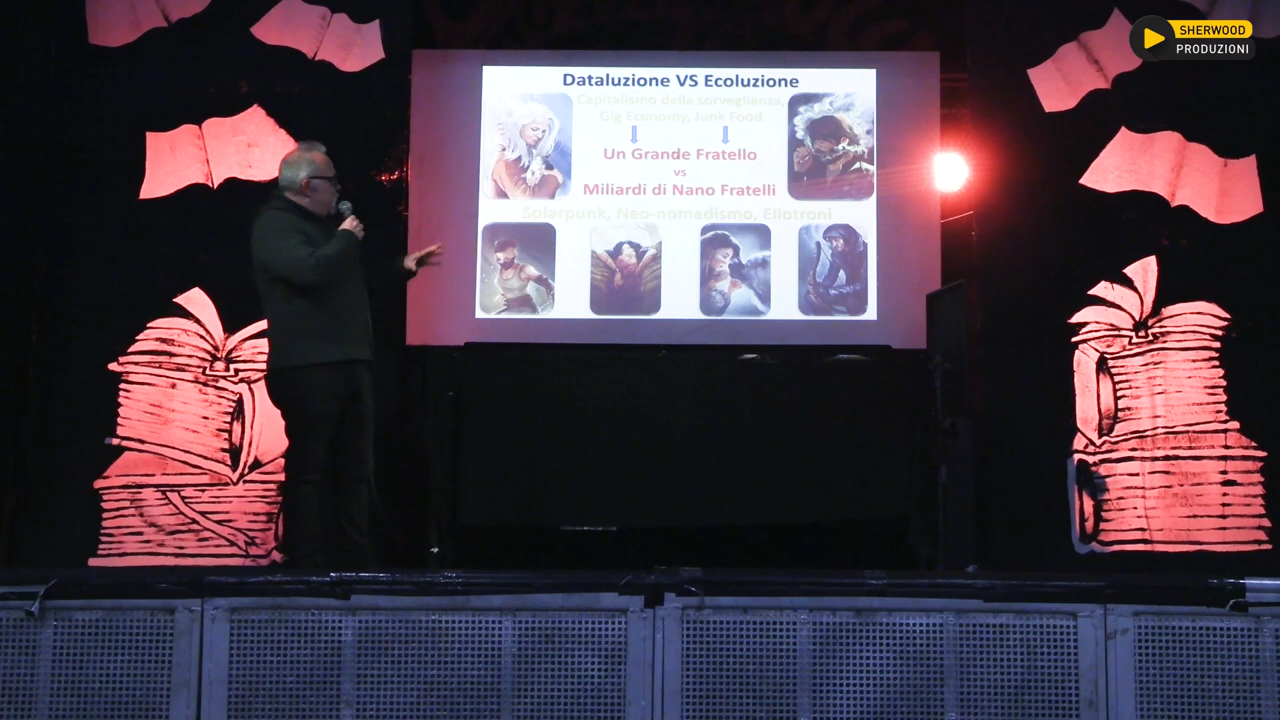 SHERWOOD
PRODUZIONI
Dataluzione VS Ecoluzione
Capitalismo della sorveglianza,
Gig Economy, Junk Food
Un Grande Fratello
vs
Miliardi di Nano Fratelli
Solarpunk, Neo-nomadismo, Eliotroni